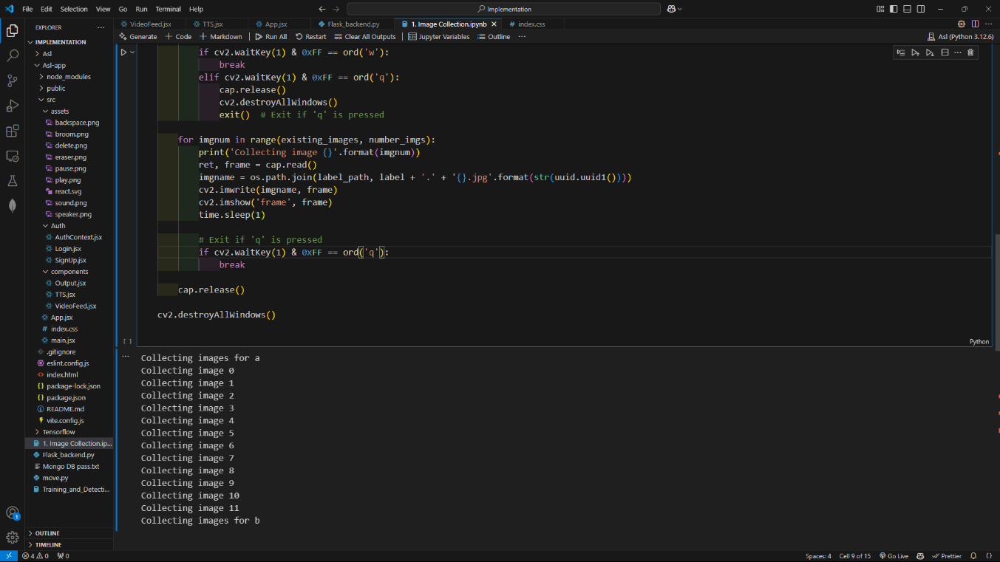 File Edit Selection View Go Run Terminal Help
Implementation
EXPLORER
IMPLEMENTATION
Asl
Asl-app
node_modules
public
src
assets
backspace.png
broom.png
delete.png
eraser.png
pause.png
play.png
react.svg
sound.png
speaker.png
Auth
AuthContext.jsx
Login.jsx
SignUp.jsx
components
Output.jsx
TTS.jsx
VideoFeed.jsx
App.jsx
# index.css
main.jsx
.gitignore
eslint.config.js
<> index.html
{} package-lock.json
{} package.json
README.md
vite.config.js
Tensorflow
1. Image Collection.ip...
Flask_backend.py
Mongo DB pass.txt
move.py
Training_and_Detecti...
OUTLINE
TIMELINE
VideoFeed.jsx TTS.jsx App.jsx Flask_backend.py 1. Image Collection.ipynb # index.css
Generate + Code + Markdown Run All Restart Clear All Outputs Jupyter Variables Outline ...
Asl (Python 3.12.6)
if cv2.waitKey(1) & 0xFF == ord('w'):
break
elif cv2.waitKey(1) & 0xFF == ord('q'):
cap.release()
cv2.destroyAllWindows()
exit()  # Exit if 'q' is pressed
for imgnum in range(existing_images, number_imgs):
print('Collecting image {}'.format(imgnum))
ret, frame = cap.read()
imgname = os.path.join(label_path, label + '.' + '{}.jpg'.format(str(uuid.uuid1())))
cv2.imwrite(imgname, frame)
cv2.imshow('frame', frame)
time.sleep(1)
# Exit if 'q' is pressed
if cv2.waitKey(1) & 0xFF == ord('q'):
break
cap.release()
cv2.destroyAllWindows()
[ ]
Python
Collecting images for a
Collecting image 0
Collecting image 1
Collecting image 2
Collecting image 3
Collecting image 4
Collecting image 5
Collecting image 6
Collecting image 7
Collecting image 8
Collecting image 9
Collecting image 10
Collecting image 11
Collecting images for b
1
4 0 0
Spaces: 4 Cell 9 of 15 Go Live Prettier {}